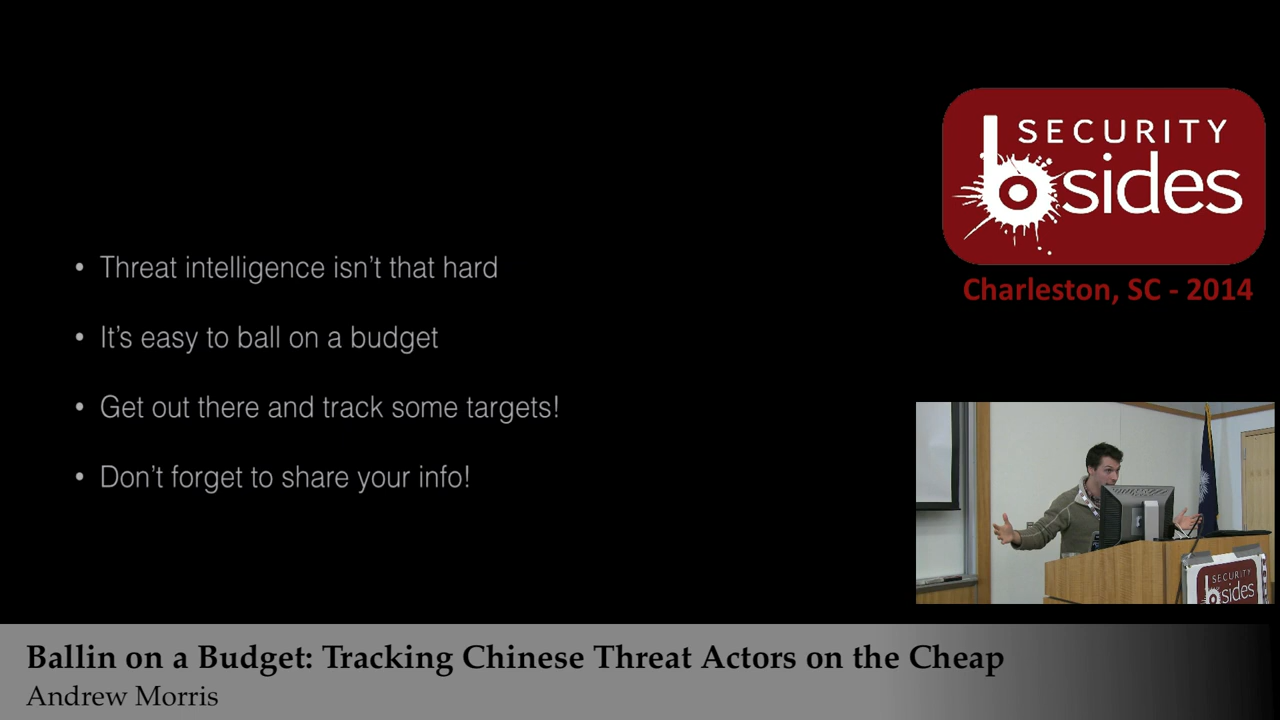 • Threat intelligence isn't that hard
• It's easy to ball on a budget
• Get out there and track some targets!
• Don't forget to share your info!
SECURITY
bsides
Charleston, SC - 2014
SECURITY
bsides
Ballin on a Budget: Tracking Chinese Threat Actors on the Cheap
Andrew Morris